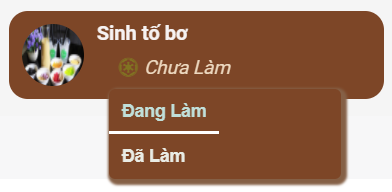 Sinh tố bơ
Chưa Làm
Đang Làm
Đã Làm